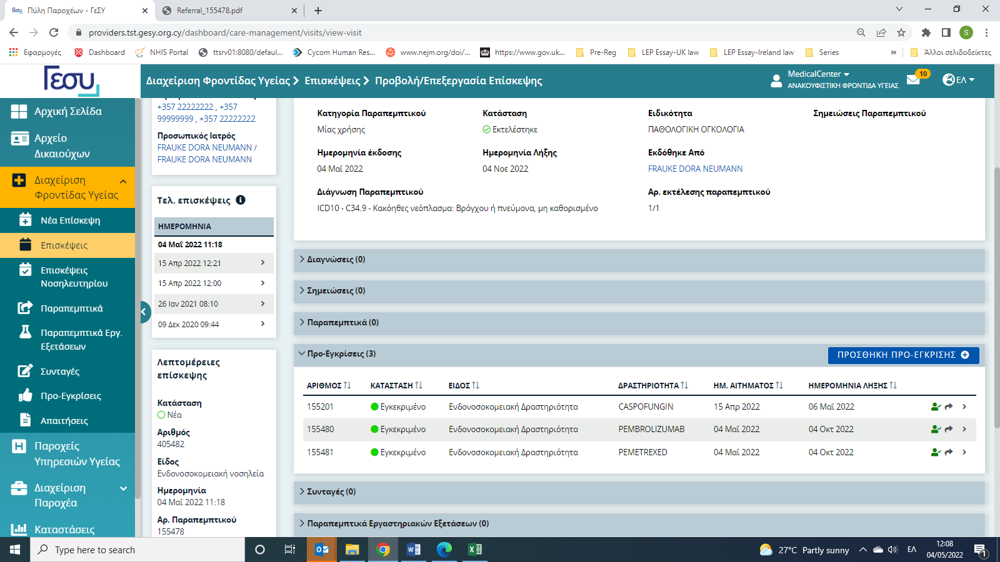 Πύλη Παροχέων - ΓεΣΥ
Referral_155478.pdf
providers.tst.gesy.org.cy/dashboard/care-management/visits/view-visit
S
Εφαρμογές
Dashboard
NHIS Portal
ttsrv01:8080/defaul...
Cycom Human Res...
www.nejm.org/doi/...
https://www.gov.uk...
Pre-Reg
LEP Essay-UK law
LEP Essay-Ireland law
Series
»
Άλλοι σελιδοδείκτες
Γεσυ
Διαχείριση Φροντίδας Υγείας
Επισκέψεις
Προβολή/Επεξεργασία Επίσκεψης
MedicalCenter
ΑΝΑΚΟΥΦΙΣΤΙΚΗ ΦΡΟΝΤΙΔΑ ΥΓΕΙΑΣ
10
ΕΛ
Αρχική Σελίδα
Αρχείο
Δικαιούχων
Διαχείριση
Φροντίδας Υγείας
Νέα Επίσκεψη
Επισκέψεις
Επισκέψεις
Νοσηλευτηρίου
Παραπεμπτικά
Παραπεμπτικά Εργ.
Εξετάσεων
Συνταγές
Προ-Εγκρίσεις
Απαιτήσεις
Παροχείς
Υπηρεσιών Υγείας
Διαχείριση
Παροχέα
Καταστάσεις
+357 22222222 , +357
99999999 , +357 22222222
Προσωπικός Ιατρός
FRAUKE DORA NEUMANN /
FRAUKE DORA NEUMANN
Τελ. επισκέψεις
ΗΜΕΡΟΜΗΝΙΑ
04 Μαΐ 2022 11:18
15 Απρ 2022 12:21
15 Απρ 2022 12:00
26 Ιαν 2021 08:10
09 Δεκ 2020 09:44
Λεπτομέρειες
επίσκεψης
Κατάσταση
Νέα
Αριθμός
405482
Είδος
Ενδονοσοκομειακή νοσηλεία
Ημερομηνία
04 Μαΐ 2022 11:18
Αρ. Παραπεμπτικού
155478
Κατηγορία Παραπεμπτικού
Κατάσταση
Ειδικότητα
Σημειώσεις Παραπεμπτικού
Μίας χρήσης
Εκτελέστηκε
ΠΑΘΟΛΟΓΙΚΗ ΟΓΚΟΛΟΓΙΑ
Ημερομηνία έκδοσης
Ημερομηνία Λήξης
Εκδόθηκε Από
04 Μαΐ 2022
04 Νοε 2022
FRAUKE DORA NEUMANN
Διάγνωση Παραπεμπτικού
Αρ. εκτέλεσης παραπεμπτικού
ICD10 - C34.9 - Κακόηθες νεόπλασμα: Βρόγχου ή πνεύμονα, μη καθορισμένο
1/1
Διαγνώσεις (0)
Σημειώσεις (0)
Παραπεμπτικά (0)
Προ-Εγκρίσεις (3)
ΠΡΟΣΘΗΚΗ ΠΡΟ-ΕΓΚΡΙΣΗΣ
ΑΡΙΘΜΟΣ ΚΑΤΑΣΤΑΣΗ ΕΙΔΟΣ ΔΡΑΣΤΗΡΙΟΤΗΤΑ ΗΜ. ΑΙΤΗΜΑΤΟΣ ΗΜΕΡΟΜΗΝΙΑ ΛΗΞΗΣ
155201 Εγκεκριμένο Ενδονοσοκομειακή Δραστηριότητα CASPOFUNGIN 15 Απρ 2022 06 Μαΐ 2022
155480 Εγκεκριμένο Ενδονοσοκομειακή Δραστηριότητα PEMBROLIZUMAB 04 Μαΐ 2022 04 Οκτ 2022
155481 Εγκεκριμένο Ενδονοσοκομειακή Δραστηριότητα PEMETREXED 04 Μαΐ 2022 04 Οκτ 2022
Συνταγές (0)
Παραπεμπτικά Εργαστηριακών Εξετάσεων (0)
Type here to search
27°C Partly sunny
ΕΛ
12:08
04/05/2022
1